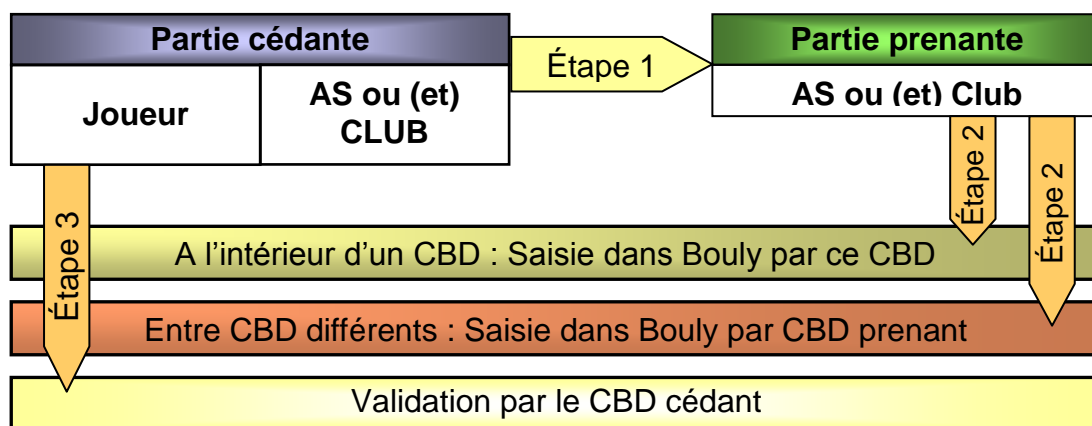 Partie cédante
Étape 1
Partie prenante
Joueur
AS ou (et)
CLUB
AS ou (et) Club
Étape 2
Étape 2
Étape 3
A l’intérieur d’un CBD : Saisie dans Bouly par ce CBD
Entre CBD différents : Saisie dans Bouly par CBD prenant
Validation par le CBD cédant